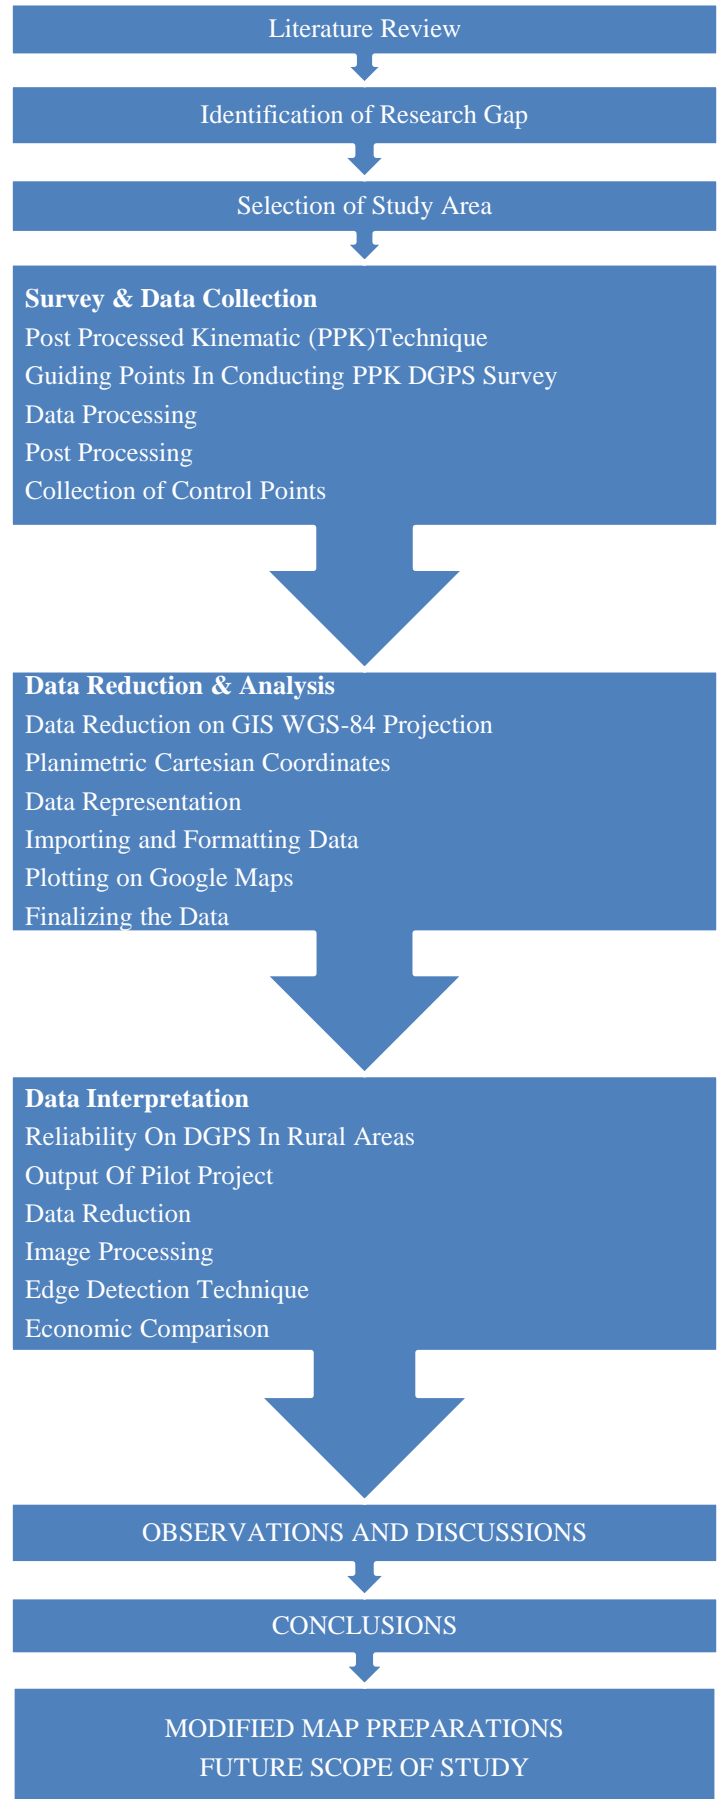 Literature Review
Identification of Research Gap
Selection of Study Area
Survey & Data Collection
Post Processed Kinematic (PPK)Technique
Guiding Points In Conducting PPK DGPS Survey
Data Processing
Post Processing
Collection of Control Points
Data Reduction & Analysis
Data Reduction on GIS WGS-84 Projection
Planimetric Cartesian Coordinates
Data Representation
Importing and Formatting Data
Plotting on Google Maps
Finalizing the Data
Data Interpretation
Reliability On DGPS In Rural Areas
Output Of Pilot Project
Data Reduction
Image Processing
Edge Detection Technique
Economic Comparison
OBSERVATIONS AND DISCUSSIONS
CONCLUSIONS
MODIFIED MAP PREPARATIONS
FUTURE SCOPE OF STUDY